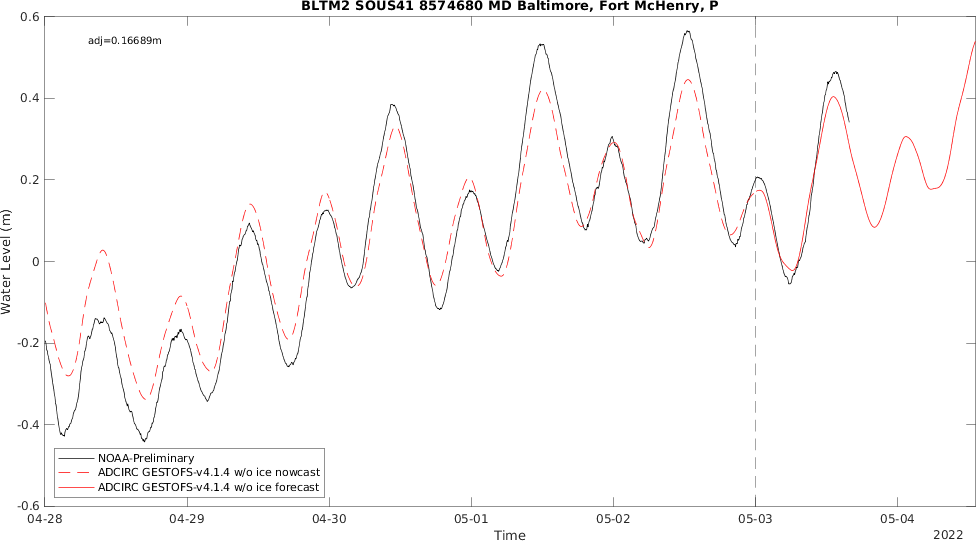 BLTM2 SOUS41 8574680 MD Baltimore, Fort McHenry, P
adj=0.16689m
0.6
0.4
0.2
0
-0.2
-0.4
-0.6
Water Level (m)
NOAA-Preliminary
ADCIRC GESTOFS-v4.1.4 w/o ice nowcast
ADCIRC GESTOFS-v4.1.4 w/o ice forecast
04-28 04-29 04-30 05-01 05-02 05-03 05-04
Time
2022